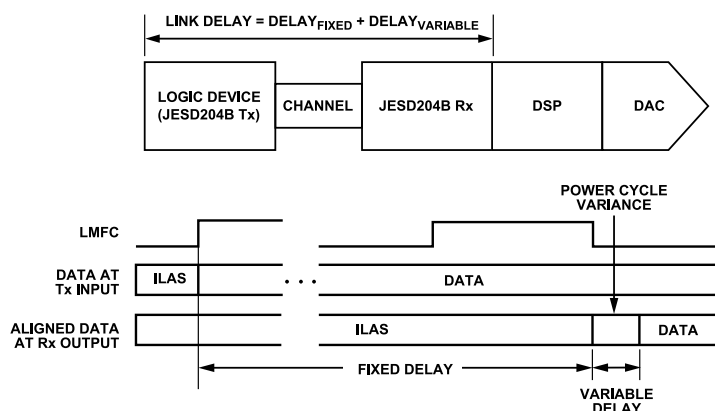 LINK DELAY = DELAYFIXED + DELAYVARIABLE
LOGIC DEVICE
(JESD204B Tx)
CHANNEL
JESD204B Rx
DSP
DAC
POWER CYCLE
VARIANCE
LMFC
DATA AT
Tx INPUT
ILAS
DATA
ALIGNED DATA
AT Rx OUTPUT
ILAS
DATA
FIXED DELAY
VARIABLE
DELAY